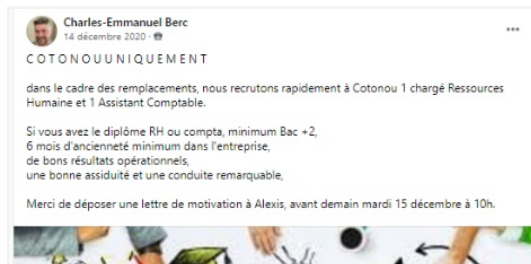 Charles-Emmanuel Berc
14 décembre 2020 ·
C O T O N O U U N I Q U E M E N T
dans le cadre des remplacements, nous recrutons rapidement à Cotonou 1 chargé Ressources
Humaine et 1 Assistant Comptable.
Si vous avez le diplôme RH ou compta, minimum Bac +2,
6 mois d'ancienneté minimum dans l'entreprise,
de bons résultats opérationnels,
une bonne assiduité et une conduite remarquable,
Merci de déposer une lettre de motivation à Alexis, avant demain mardi 15 décembre à 10h.